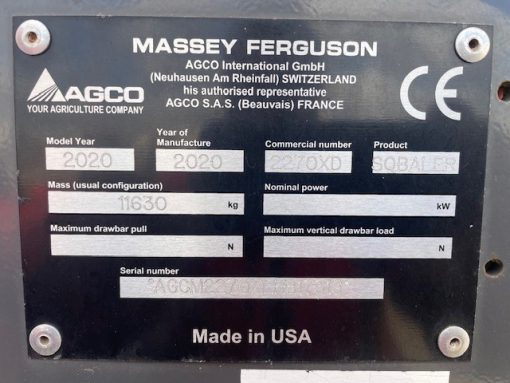 MASSEY FERGUSON
AGCO International GmbH
(Neuhausen Am Rheinfall) SWITZERLAND
his authorised representative
AGCO S.A.S. (Beauvais) FRANCE
AGCO
YOUR AGRICULTURE COMPANY
CE
Model Year
2020
Year of
Manufacture
2020
Commercial number
2270XD
Product
SQBALER
Mass (usual configuration)
11630 kg
Nominal power
kW
Maximum drawbar pull
N
Maximum vertical drawbar load
N
Serial number
Made in USA